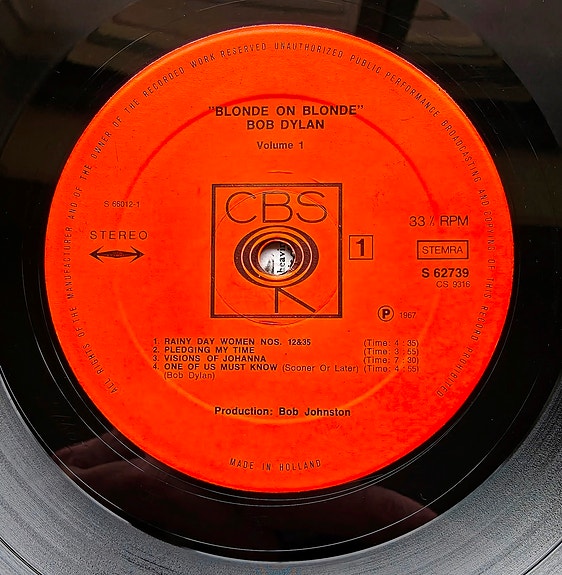 ALL RIGHTS OF THE MANUFACTURER AND OF THE OWNER OF THE RECORDED WORK RESERVED UNAUTHORIZED PUBLIC PERFORMANCE BROADCASTING AND COPYING OF THIS RECORD PROHIBITED
"BLONDE ON BLONDE"
BOB DYLAN
Volume 1
S 66012-1
CBS
STEREO
33⅓ RPM
1
STEMRA
S 62739
CS 9316
℗ 1967
1. RAINY DAY WOMEN NOS. 12&35 (Time: 4:35)
2. PLEDGING MY TIME (Time: 3:55)
3. VISIONS OF JOHANNA (Time: 7:30)
4. ONE OF US MUST KNOW (Sooner Or Later) (Time: 4:55)
(Bob Dylan)
Production: Bob Johnston
MADE IN HOLLAND